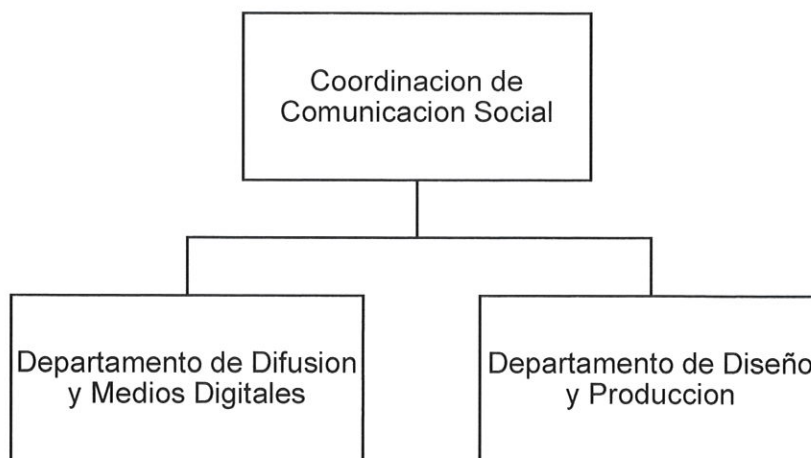 Coordinacion de
Comunicacion Social
Departamento de Difusion
y Medios Digitales
Departamento de Diseño
y Produccion